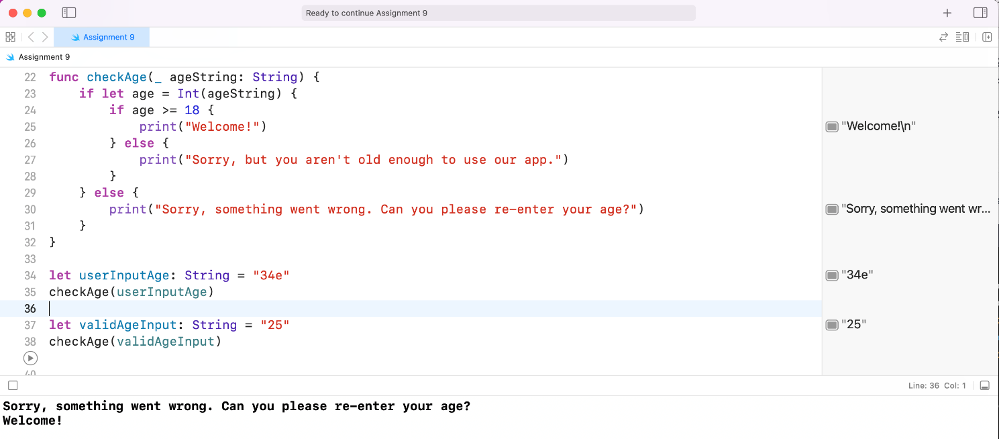 Ready to continue Assignment 9
Assignment 9
Assignment 9
22 func checkAge(_ ageString: String) {
23 if let age = Int(ageString) {
24 if age >= 18 {
25 print("Welcome!")
"Welcome!\n"
26 } else {
27 print("Sorry, but you aren't old enough to use our app.")
28 }
29 } else {
30 print("Sorry, something went wrong. Can you please re-enter your age?")
"Sorry, something went wr...
31 }
32 }
33
34 let userInputAge: String = "34e"
"34e"
35 checkAge(userInputAge)
36
37 let validAgeInput: String = "25"
"25"
38 checkAge(validAgeInput)
40
Line: 36 Col: 1
Sorry, something went wrong. Can you please re-enter your age?
Welcome!